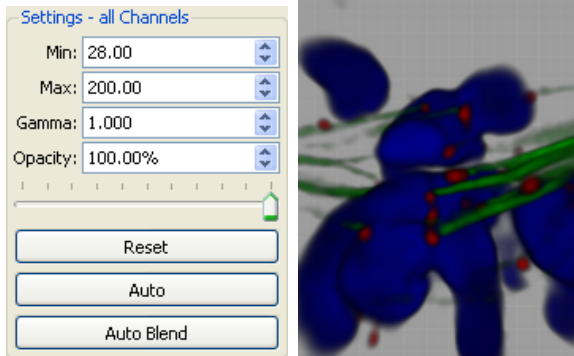 Settings - all Channels
Min: 28.00
Max: 200.00
Gamma: 1.000
Opacity: 100.00%
Reset
Auto
Auto Blend